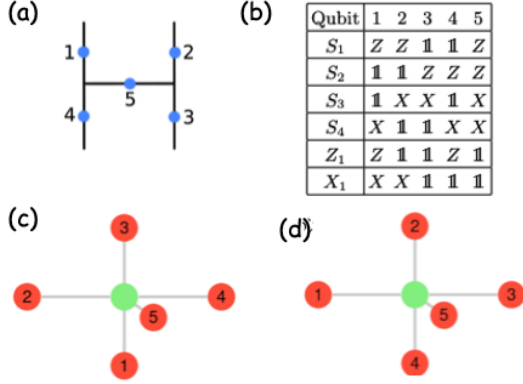 (a)
1
2
5
4
3
(b)
Qubit 1 2 3 4 5
S₁ Z Z 𝟙 𝟙 Z
S₂ 𝟙 𝟙 Z Z Z
S₃ 𝟙 X X 𝟙 X
S₄ X 𝟙 𝟙 X X
Z₁ Z 𝟙 𝟙 Z 𝟙
X₁ X X 𝟙 𝟙 𝟙
(c)
3
2
4
5
1
(d)
2
1
3
5
4